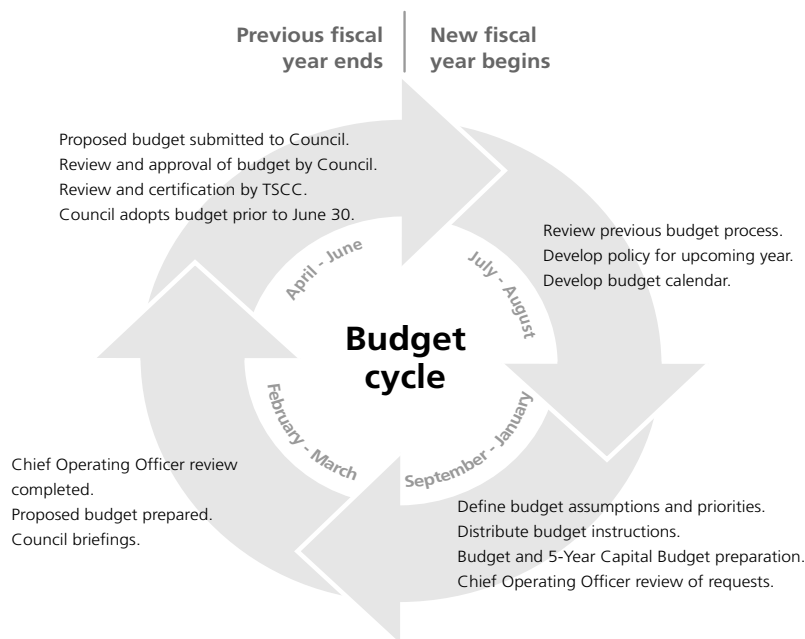 Previous fiscal
year ends
New fiscal
year begins
Proposed budget submitted to Council.
Review and approval of budget by Council.
Review and certification by TSCC.
Council adopts budget prior to June 30.
April - June
July - August
Review previous budget process.
Develop policy for upcoming year.
Develop budget calendar.
Budget
cycle
February - March
September - January
Chief Operating Officer review
completed.
Proposed budget prepared.
Council briefings.
Define budget assumptions and priorities.
Distribute budget instructions.
Budget and 5-Year Capital Budget preparation.
Chief Operating Officer review of requests.